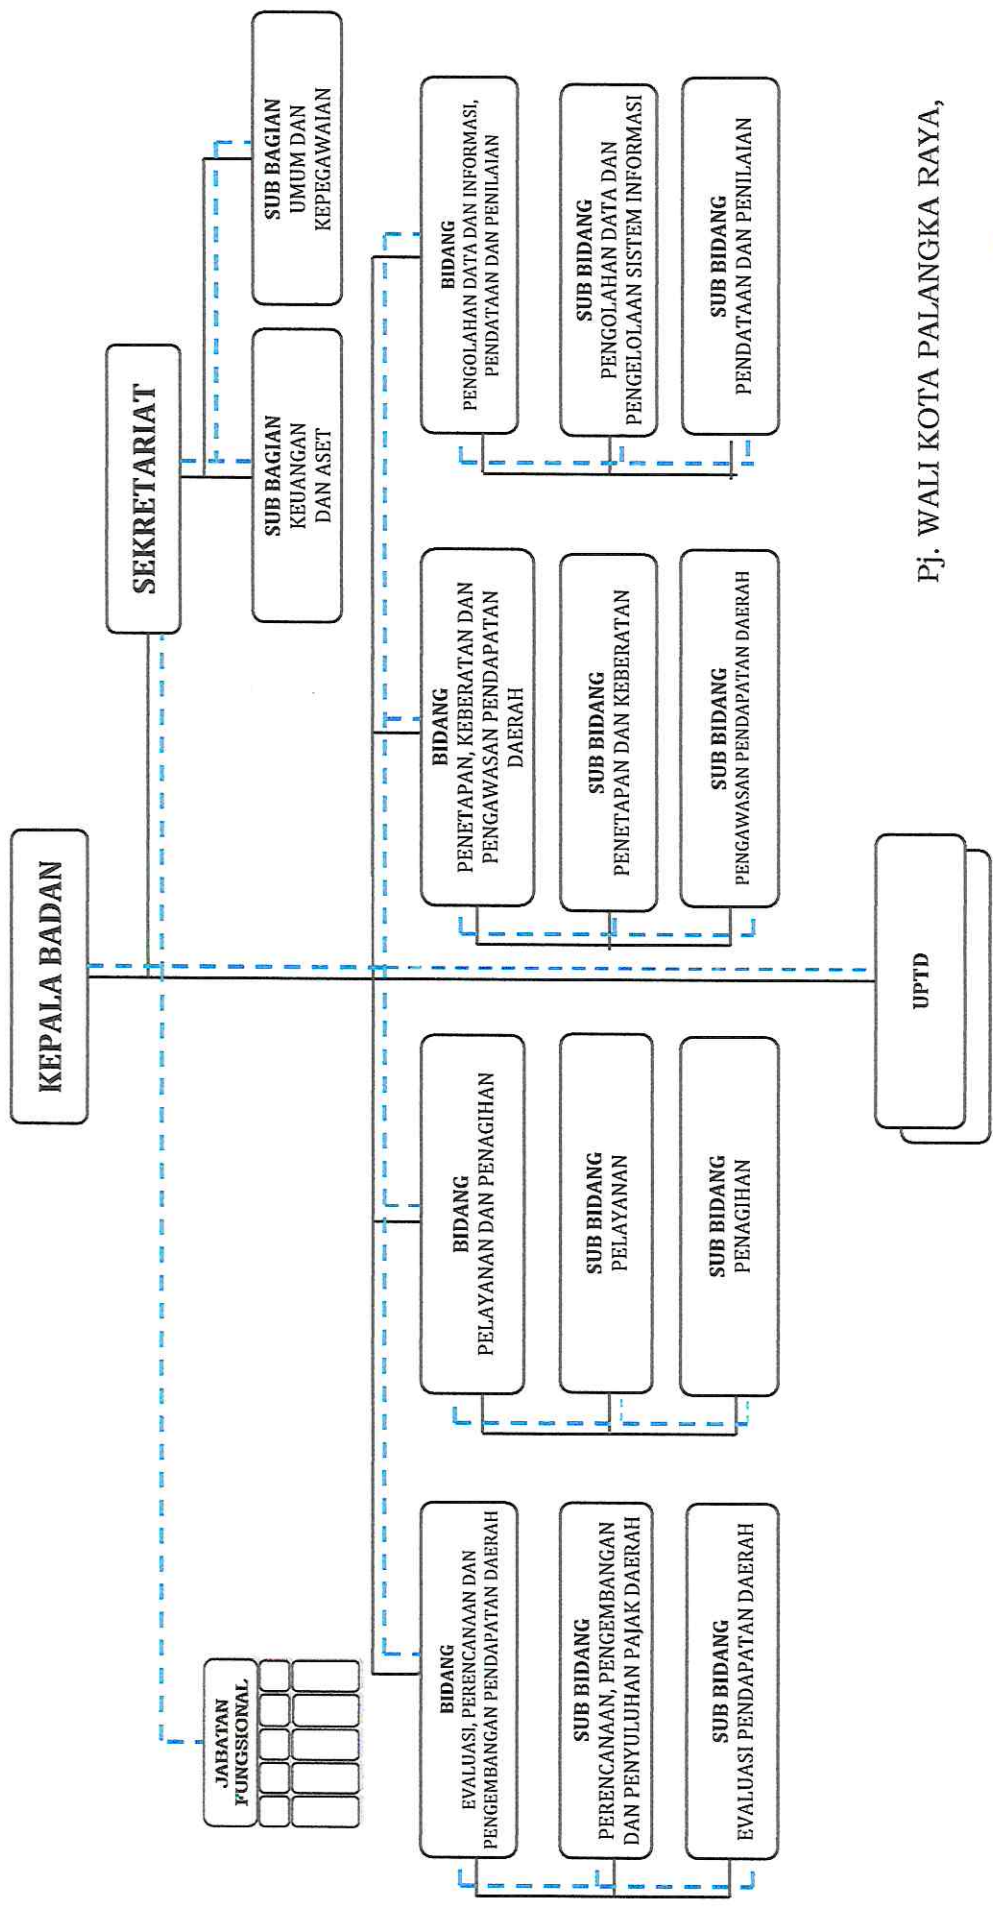 KEPALA BADAN
SEKRETARIAT
JABATAN
FUNGSIONAL
SUB BAGIAN
KEUANGAN
DAN ASET
SUB BAGIAN
UMUM DAN
KEPEGAWAIAN
BIDANG
EVALUASI, PERENCANAAN DAN
PENGEMBANGAN PENDAPATAN DAERAH
SUB BIDANG
PERENCANAAN, PENGEMBANGAN
DAN PENYULUHAN PAJAK DAERAH
SUB BIDANG
EVALUASI PENDAPATAN DAERAH
BIDANG
PELAYANAN DAN PENAGIHAN
SUB BIDANG
PELAYANAN
SUB BIDANG
PENAGIHAN
BIDANG
PENETAPAN, KEBERATAN DAN
PENGAWASAN PENDAPATAN
DAERAH
SUB BIDANG
PENETAPAN DAN KEBERATAN
SUB BIDANG
PENGAWASAN PENDAPATAN DAERAH
BIDANG
PENGOLAHAN DATA DAN INFORMASI,
PENDATAAN DAN PENILAIAN
SUB BIDANG
PENGOLAHAN DATA DAN
PENGELOLAAN SISTEM INFORMASI
SUB BIDANG
PENDATAAN DAN PENILAIAN
UPTD
Pj. WALI KOTA PALANGKA RAYA,